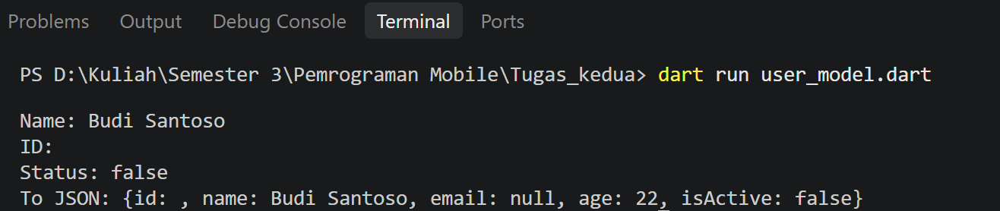 Problems Output Debug Console Terminal Ports
PS D:\Kuliah\Semester 3\Pemrograman Mobile\Tugas_kedua> dart run user_model.dart
Name: Budi Santoso
ID:
Status: false
To JSON: {id: , name: Budi Santoso, email: null, age: 22, isActive: false}